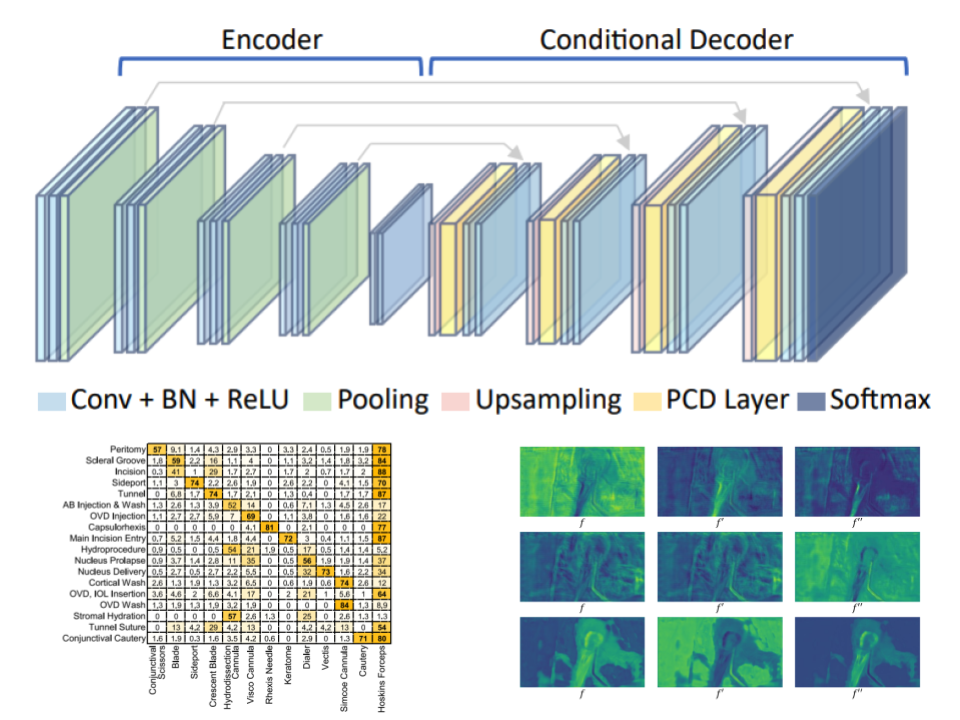 Encoder
Conditional Decoder
Conv + BN + ReLU
Pooling
Upsampling
PCD Layer
Softmax
Peritomy 57 9,1 1.4 4,3 2,9 3,3 0 3,3 2.4 0,5 1,9 1,9 78
Scleral Groove 1,8 59 2,2 16 1.1 4 0 1,1 3,2 1.4 1,8 3,2 84
Incision 0,3 41 1 29 1,7 2,7 0 1,7 2 0,7 1,7 2 88
Sideport 1,1 3 74 2,2 2,6 1,9 0 2,6 2,2 0 4,1 1,5 70
Tunnel 0 6,8 1,7 74 1,7 2,1 0 1,3 0,4 0 1,7 1,7 87
AB Injection & Wash 1,3 2,6 1,3 3,9 52 14 0 0,6 7,1 1,3 4,5 2,6 17
OVD Injection 1,1 2,7 2,7 5,9 7 69 0 1,1 3,8 0 1,6 1,6 22
Capsulorhexis 0 0 0 0 0 4,1 81 0 2,1 0 0 0 77
Main Incision Entry 0,7 5,2 1,5 4,4 1,8 4,4 0 72 3 0,4 1,1 1,5 87
Hydroprocedure 0,9 0,5 0 0,5 54 21 1,9 0,5 17 0,5 1,4 1,4 5,2
Nucleus Prolapse 0,9 3,7 1,4 2,8 11 35 0 0,5 56 1,9 1,9 1,4 37
Nucleus Delivery 0,5 2,7 0,5 2,7 2,2 5,5 0 0,5 32 73 1,6 2,2 34
Cortical Wash 2,6 1,3 1,9 1,3 3,2 6,5 0 0,6 1,9 0,6 74 2,6 12
OVD, IOL Insertion 3,6 4,6 2 6,6 4,1 17 0 2 21 1 5,6 1 64
OVD Wash 1,3 1,9 1,3 1,9 3,2 1,9 0 0 0 0 84 1,3 8,9
Stromal Hydration 0 0 0 0 57 2,6 1,3 0 25 0 2,6 1,3 1,3
Tunnel Suture 0 13 4,2 29 4,2 13 0 0 4,2 4,2 13 0 54
Conjunctival Cautery 1,6 1,9 0,3 1,6 3,5 4,2 0,6 0 2,9 0 1,3 71 80
Conjunctival
Scissors
Blade
Sideport
Crescent Blade
Hydrodissection
Cannula
Visco Cannula
Rhexis Needle
Keratome
Dialer
Vectis
Simcoe Cannula
Cautery
Hoskins Forceps
f f′ f″
f f′ f″
f f′ f″